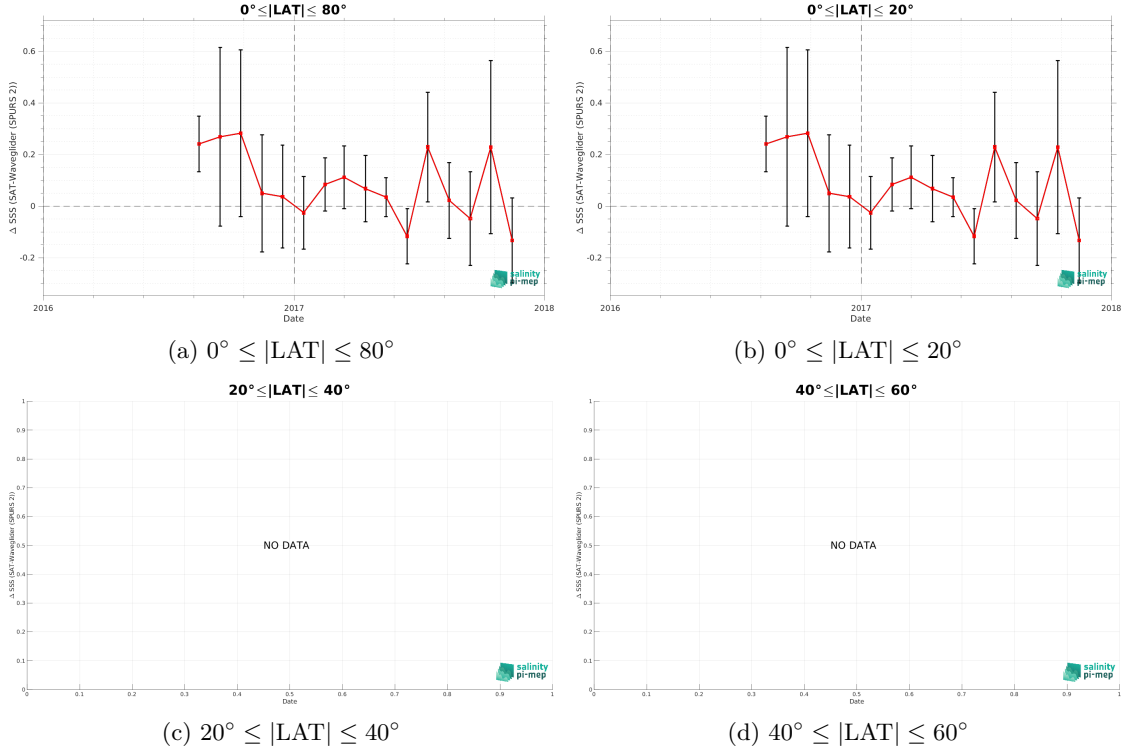 0°≤|LAT|≤ 80°
Δ SSS (SAT-Waveglider (SPURS 2))
0.6
0.4
0.2
0
-0.2
2016
2017
2018
Date
salinity
pi-mep
(a) 0° ≤ |LAT| ≤ 80°
0°≤|LAT|≤ 20°
Δ SSS (SAT-Waveglider (SPURS 2))
0.6
0.4
0.2
0
-0.2
2016
2017
2018
Date
salinity
pi-mep
(b) 0° ≤ |LAT| ≤ 20°
20°≤|LAT|≤ 40°
Δ SSS (SAT-Waveglider (SPURS 2))
1
0.9
0.8
0.7
0.6
0.5
0.4
0.3
0.2
0.1
0
NO DATA
0
0.1
0.2
0.3
0.4
0.5
0.6
0.7
0.8
0.9
1
Date
salinity
pi-mep
(c) 20° ≤ |LAT| ≤ 40°
40°≤|LAT|≤ 60°
Δ SSS (SAT-Waveglider (SPURS 2))
1
0.9
0.8
0.7
0.6
0.5
0.4
0.3
0.2
0.1
0
NO DATA
0
0.1
0.2
0.3
0.4
0.5
0.6
0.7
0.8
0.9
1
Date
salinity
pi-mep
(d) 40° ≤ |LAT| ≤ 60°